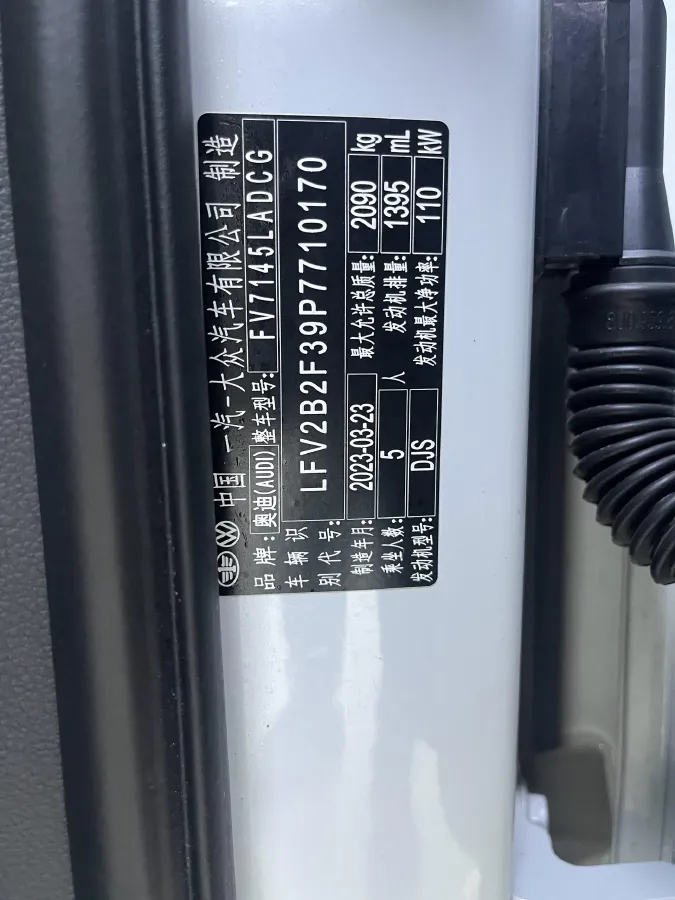 中国 一汽-大众汽车有限公司 制造
品牌: 奥迪(AUDI) 整车型号: FV7145LADCG
车辆识
别代号: LFV2B2F39P7710170
制造年月: 2023-03-23 最大允许总质量: 2090 kg
乘坐人数: 5 人 发动机排量: 1395 mL
发动机型号: DJS 发动机最大净功率: 110 kW